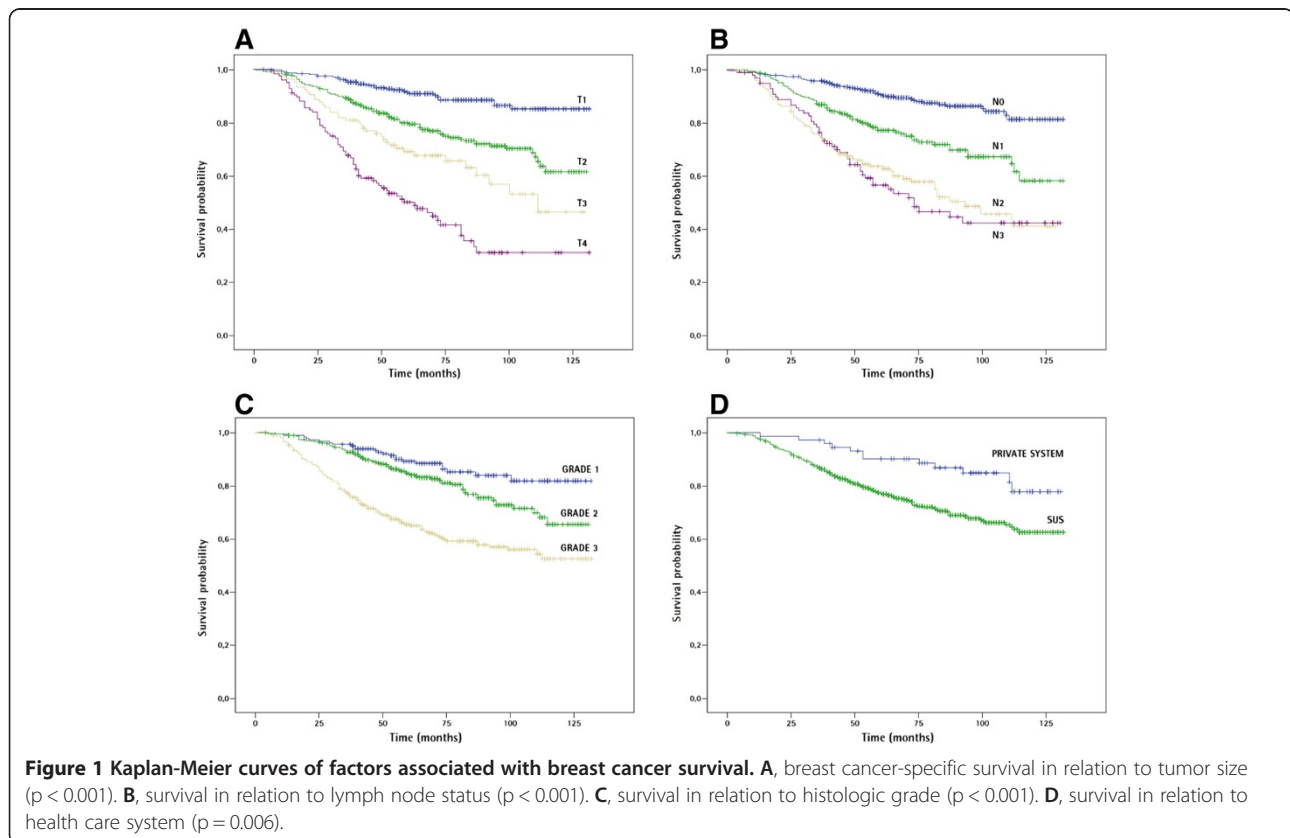 A
Survival probability
1,0
0,8
0,6
0,4
0,2
0,0
T1
T2
T3
T4
0 25 50 75 100 125
Time (months)
B
Survival probability
1,0
0,8
0,6
0,4
0,2
0,0
N0
N1
N2
N3
0 25 50 75 100 125
Time (months)
C
Survival probability
1,0
0,8
0,6
0,4
0,2
0,0
GRADE 1
GRADE 2
GRADE 3
0 25 50 75 100 125
Time (months)
D
Survival probability
1,0
0,8
0,6
0,4
0,2
0,0
PRIVATE SYSTEM
SUS
0 25 50 75 100 125
Time (months)
Figure 1 Kaplan-Meier curves of factors associated with breast cancer survival. A, breast cancer-specific survival in relation to tumor size
(p < 0.001). B, survival in relation to lymph node status (p < 0.001). C, survival in relation to histologic grade (p < 0.001). D, survival in relation to
health care system (p = 0.006).